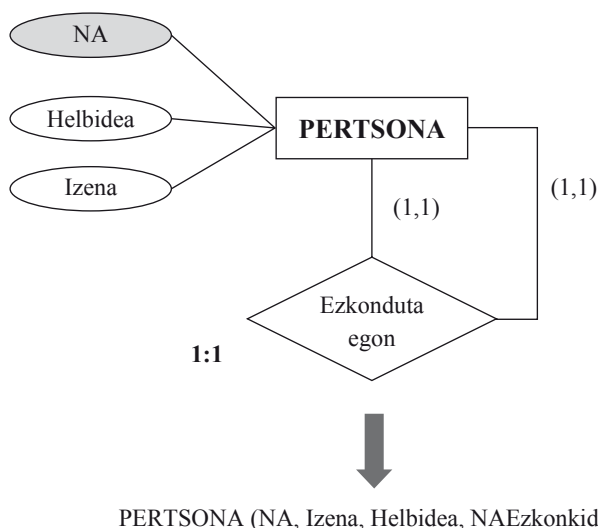 NA
Helbidea
Izena
PERTSONA
(1,1)
(1,1)
Ezkonduta
egon
1:1
PERTSONA (NA, Izena, Helbidea, NAEzkonkid